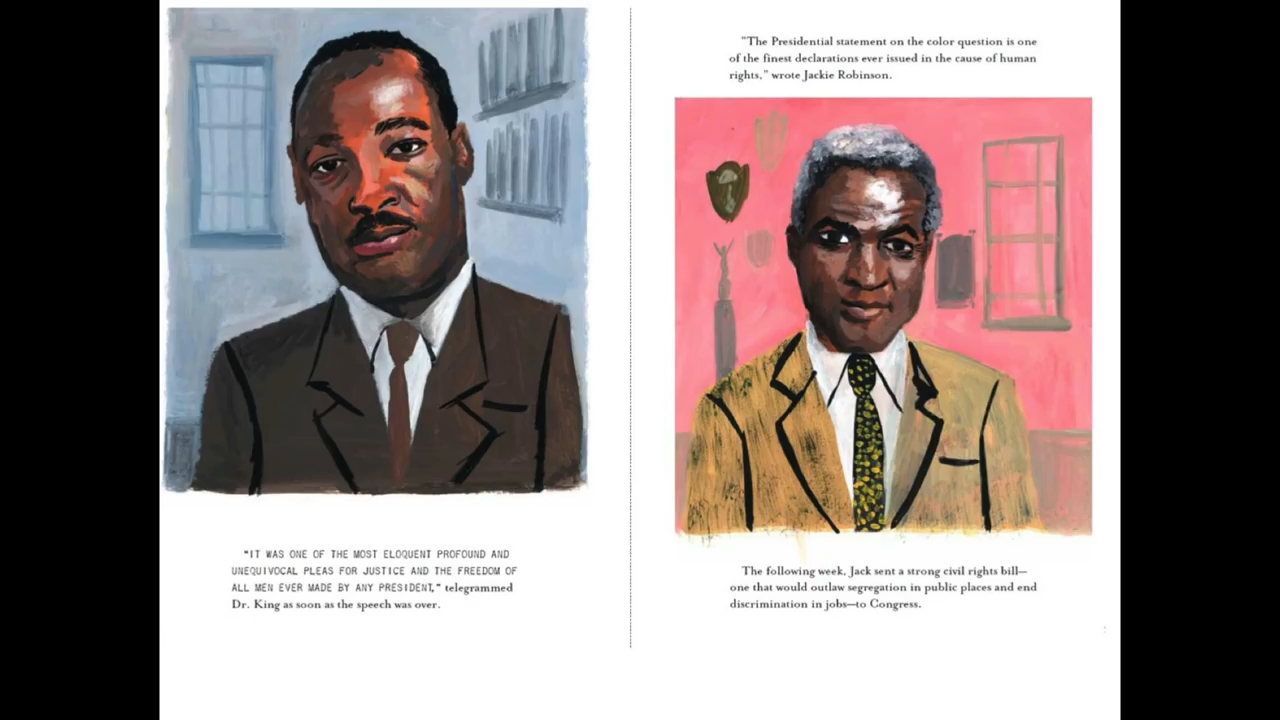 "IT WAS ONE OF THE MOST ELOQUENT PROFOUND AND
UNEQUIVOCAL PLEAS FOR JUSTICE AND THE FREEDOM OF
ALL MEN EVER MADE BY ANY PRESIDENT," telegrammed
Dr. King as soon as the speech was over.
"The Presidential statement on the color question is one
of the finest declarations ever issued in the cause of human
rights," wrote Jackie Robinson.
The following week, Jack sent a strong civil rights bill—
one that would outlaw segregation in public places and end
discrimination in jobs—to Congress.